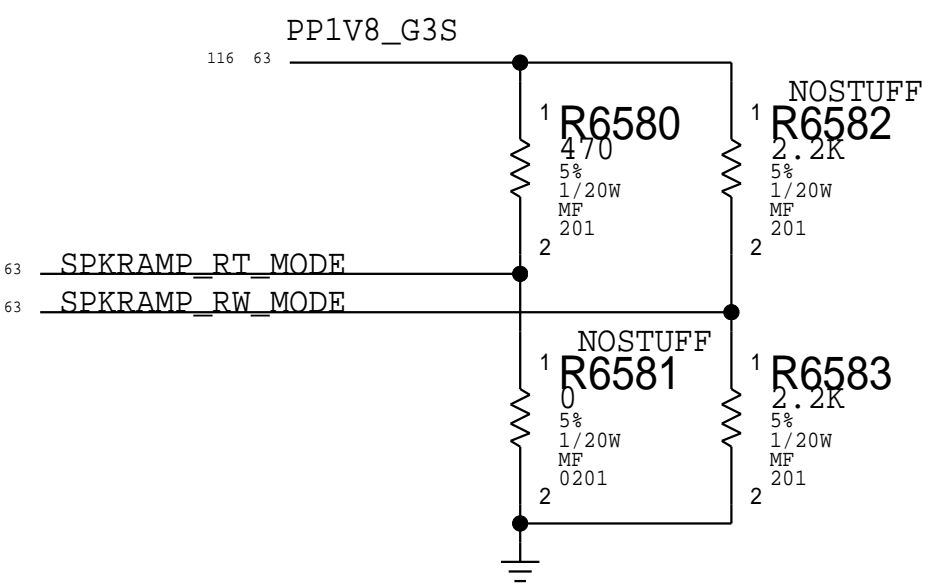 PP1V8_G3S
116 63
NOSTUFF
1
R6580
470
5%
1/20W
MF
201
2
1
R6582
2.2K
5%
1/20W
MF
201
2
63 SPKRAMP_RT_MODE
63 SPKRAMP_RW_MODE
NOSTUFF
1
R6581
0
5%
1/20W
MF
0201
2
1
R6583
2.2K
5%
1/20W
MF
201
2